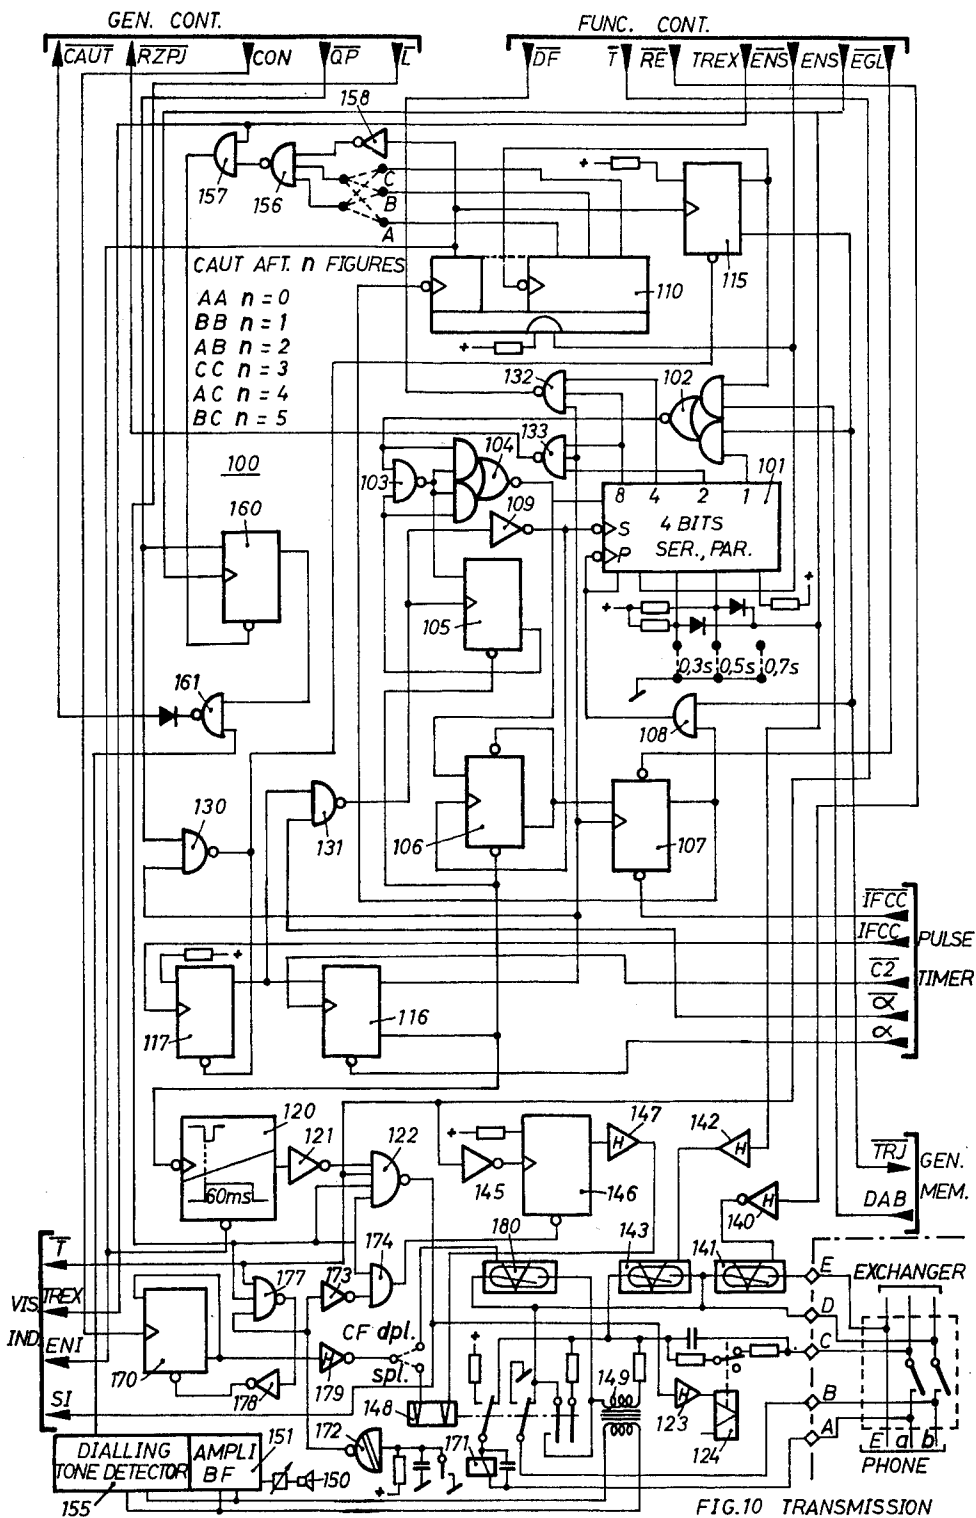 GEN. CONT.
FUNC. CONT.
CAUT RZPJ CON QP L
DF T RE TREX ENS ENS EGL
158
157
156
C
B
A
115
110
CAUT AFT. n FIGURES
AA n = 0
BB n = 1
AB n = 2
CC n = 3
AC n = 4
BC n = 5
+
+
132
102
133
104
103
101
100
8 4 2 1
4 BITS
SER., PAR.
S
P
109
160
105
+
+
0,3s 0,5s 0,7s
161
108
130
131
106
107
IFCC
IFCC
PULSE
C2
TIMER
α
α
+
117
116
120
60ms
121
122
+
145
146
147
142
140
TRJ
GEN.
DAB
MEM.
180
143
141
174
T
177
173
VIS. TREX
IND. ENI
SI
170
178
179
CF dpl.
spl.
+
148
149
123
124
E
D
C
B
A
EXCHANGER
E a b
PHONE
172
171
+
DIALLING
TONE DETECTOR
155
AMPLI
BF
151
150
FIG.10 TRANSMISSION